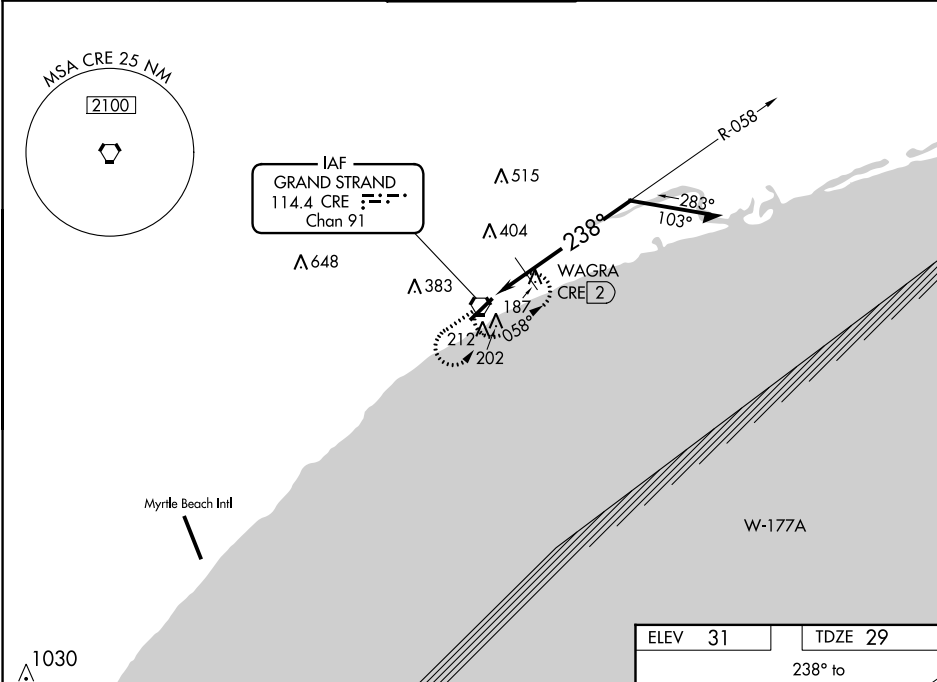 MSA CRE 25 NM
2100
IAF
GRAND STRAND
114.4 CRE
Chan 91
R-058
515
283°
103°
404
238°
648
WAGRA
CRE 2
383
187
058°
212
202
Myrtle Beach Intl
W-177A
1030
ELEV 31
TDZE 29
238° to